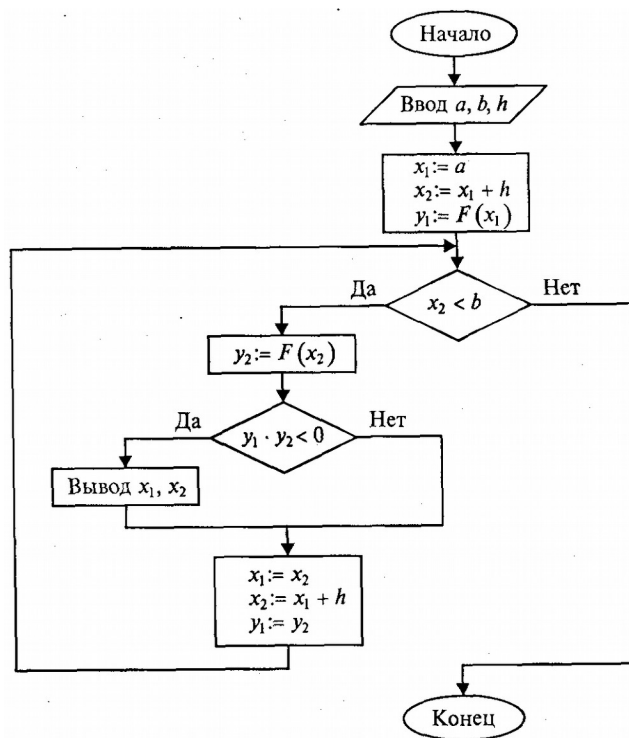 Начало
Ввод a, b, h
x₁:= a
x₂:= x₁ + h
y₁:= F(x₁)
Да
x₂ < b
Нет
y₂:= F(x₂)
Да
y₁ · y₂ < 0
Нет
Вывод x₁, x₂
x₁:= x₂
x₂:= x₁ + h
y₁:= y₂
Конец